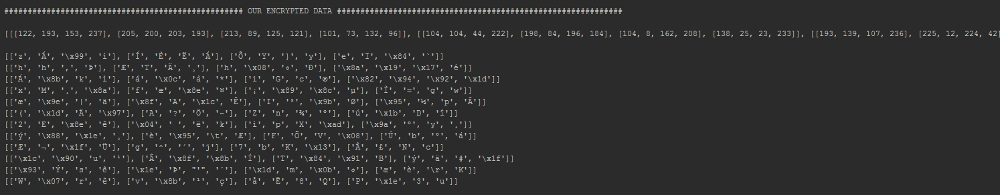 ################################################### OUR ENCRYPTED DATA #############################################################
[[[122, 193, 153, 237], [205, 200, 203, 193], [213, 89, 125, 121], [101, 73, 132, 96]], [[104, 104, 44, 222], [198, 84, 196, 184], [104, 8, 162, 208], [138, 25, 23, 233]], [[193, 139, 107, 236], [225, 12, 224, 42]
[['z', 'Á', '\x99', 'í'], ['Í', 'È', 'Ë', 'Á'], ['Õ', 'Y', '}', 'y'], ['e', 'I', '\x84', '`']]
[['h', 'h', ',', 'Þ'], ['Æ', 'T', 'Ä', '¸'], ['h', '\x08', '¢', 'Ð'], ['\x8a', '\x19', '\x17', 'é']]
[['Á', '\x8b', 'k', 'ì'], ['á', '\x0c', 'à', '*'], ['i', 'G', 'c', '©'], ['\x82', '\x94', '\x92', '\x1d']]
[['x', 'M', '¸', '\x8a'], ['f', 'æ', '\x8e', '¤'], ['¡', '\x89', '\x8c', 'µ'], ['Ì', '=', 'g', 'w']]
[['æ', '\x9e', '|', 'ä'], ['\x8f', 'A', '\x1c', 'Ê'], ['I', 'ª', '\x9b', 'Ø'], ['\x95', '¼', 'p', 'Â']]
[['(', '\x1d', 'Ä', '\x97'], ['A', '?', 'Ö', '~'], ['Z', 'n', '¾', 'º'], ['ú', '\x1b', 'D', 'î']]
[['2', 'E', '\x8e', 'ê'], ['\x04', ' ', 'ë', 'k'], ['ì', 'p', 'X', '\xad'], ['\x9a', 'º', 'y', '¸']]
[['ý', '\x88', '\x1e', '¸'], ['è', '\x95', '\t', 'Æ'], ['F', 'Õ', 'V', '\x08'], ['Ú', 'b', 'º', 'á']]
[['Æ', '¬', '\x1f', 'Ü'], ['g', '^', '´', 'j'], ['7', 'b', 'K', '\x13'], ['Â', '£', 'N', 'c']]
[['\x1c', '\x90', 'u', '¹'], ['Â', '\x8f', '\x8b', 'Í'], ['T', '\x84', '\x91', 'B'], ['ý', 'ä', '#', '\x1f']]
[['\x93', 'Ý', 's', 'ê'], ['\x1e', 'Þ', "'", '´'], ['\x1d', 'm', '\x0b', '¢'], ['æ', 'è', '\r', 'K']]
[['W', '\x07', 'r', 'ê'], ['v', '\x8b', '¹', 'ç'], ['å', 'Ë', '8', 'Q'], ['P', '\x1e', '3', 'u']]